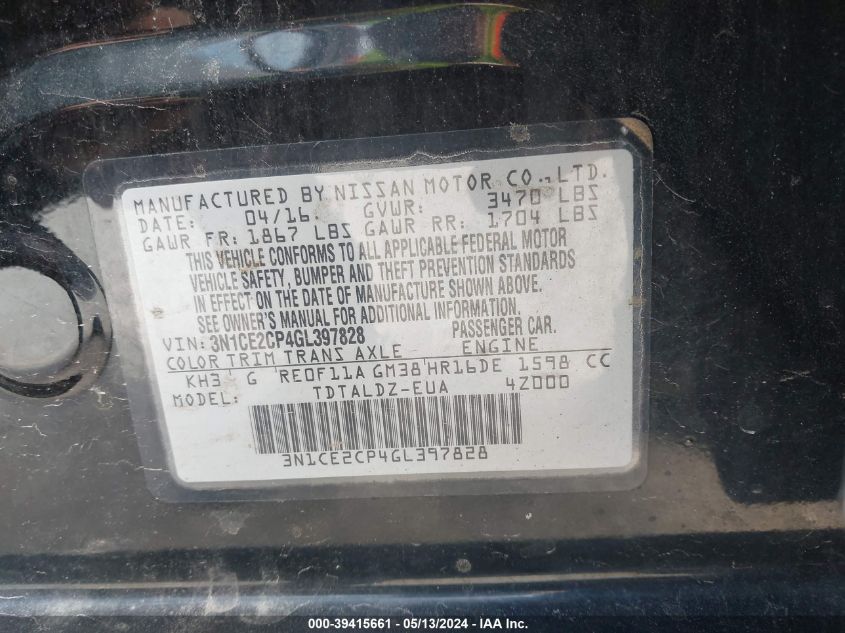 MANUFACTURED BY NISSAN MOTOR CO., LTD.
DATE: 04/16 GVWR: 3470 LBS
GAWR FR: 1867 LBS GAWR RR: 1704 LBS
THIS VEHICLE CONFORMS TO ALL APPLICABLE FEDERAL MOTOR
VEHICLE SAFETY, BUMPER AND THEFT PREVENTION STANDARDS
IN EFFECT ON THE DATE OF MANUFACTURE SHOWN ABOVE.
SEE OWNER'S MANUAL FOR ADDITIONAL INFORMATION.
VIN: 3N1CE2CP4GL397828 PASSENGER CAR.
COLOR TRIM TRANS AXLE ENGINE
KH3 G RE0F11A GM38 HR16DE 1598 CC
MODEL: TDTALDZ-EUA 4Z000
3N1CE2CP4GL397828
000-39415661 - 05/13/2024 - IAA Inc.